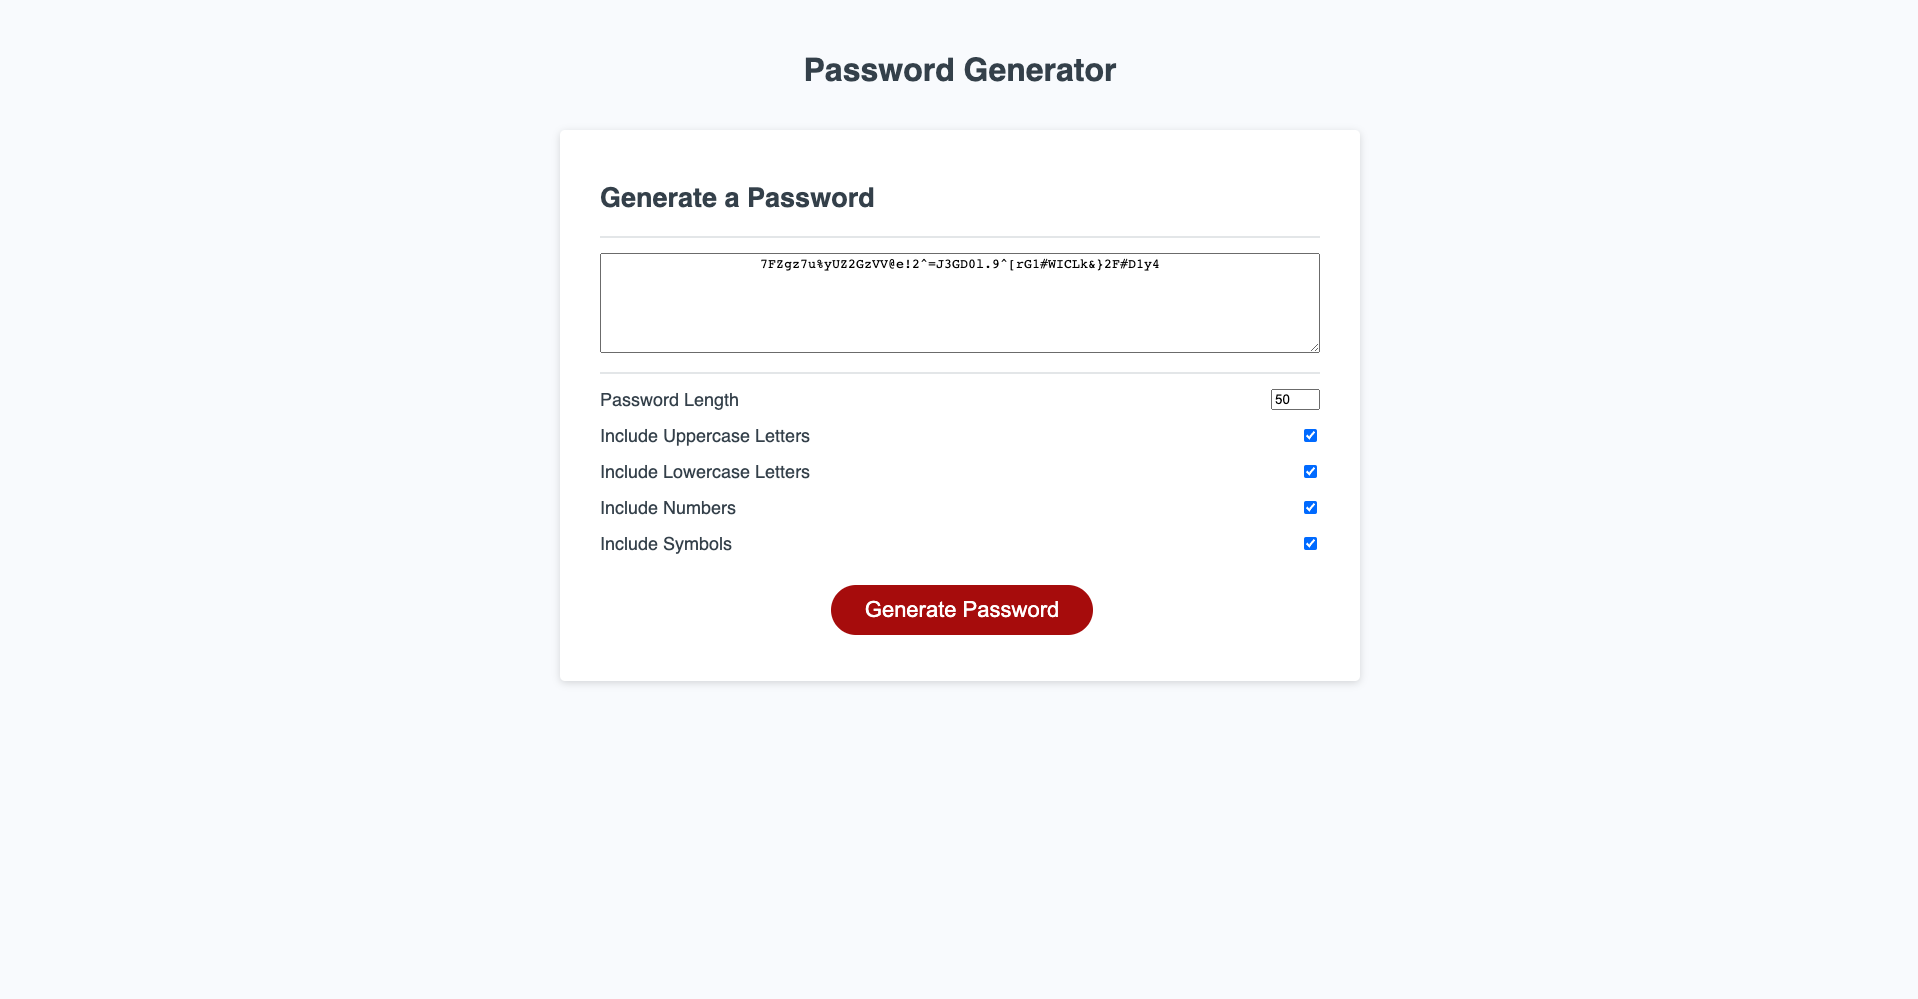 Password Generator
Generate a Password
7FZgz7u%yUZ2GzVV@e!2^=J3GD0l.9^[rG1#WICLk&}2F#D1y4
Password Length
50
Include Uppercase Letters
Include Lowercase Letters
Include Numbers
Include Symbols
Generate Password